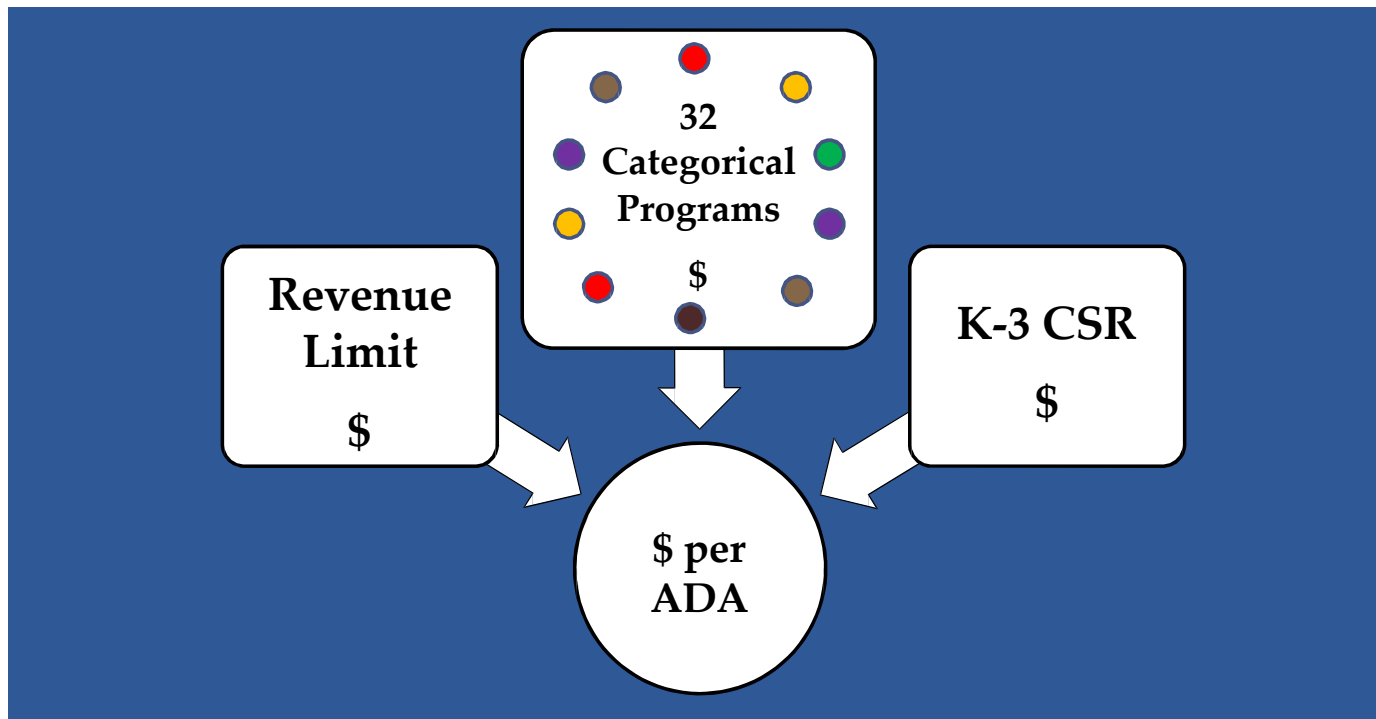 32
Categorical
Programs
$
Revenue
Limit
$
K-3 CSR
$
$ per
ADA